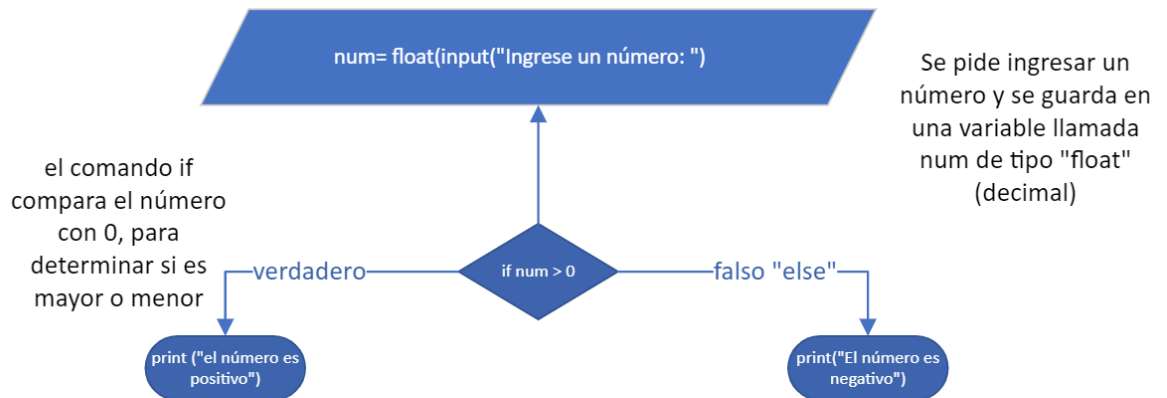 num= float(input("Ingrese un número: ")
Se pide ingresar un
número y se guarda en
una variable llamada
num de tipo "float"
(decimal)
el comando if
compara el número
con 0, para
determinar si es
mayor o menor
verdadero
if num > 0
falso "else"
print ("el número es
positivo")
print("El número es
negativo")